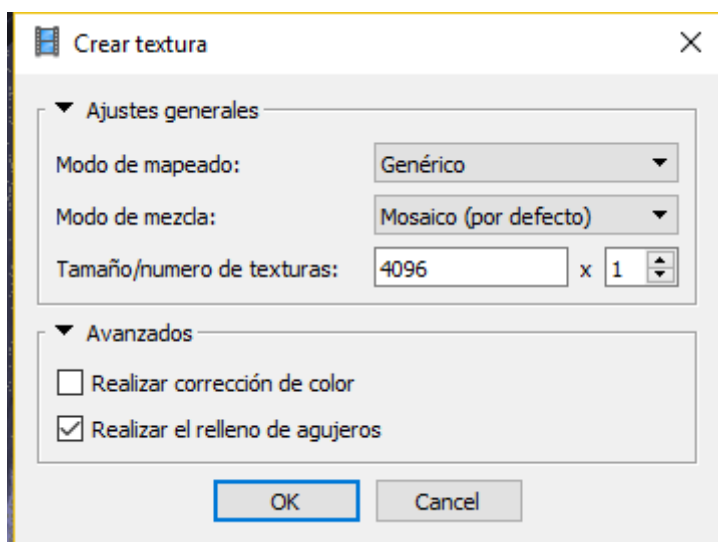 Crear textura
Ajustes generales
Modo de mapeado: Genérico
Modo de mezcla: Mosaico (por defecto)
Tamaño/numero de texturas: 4096 x 1
Avanzados
Realizar corrección de color
Realizar el relleno de agujeros
OK Cancel